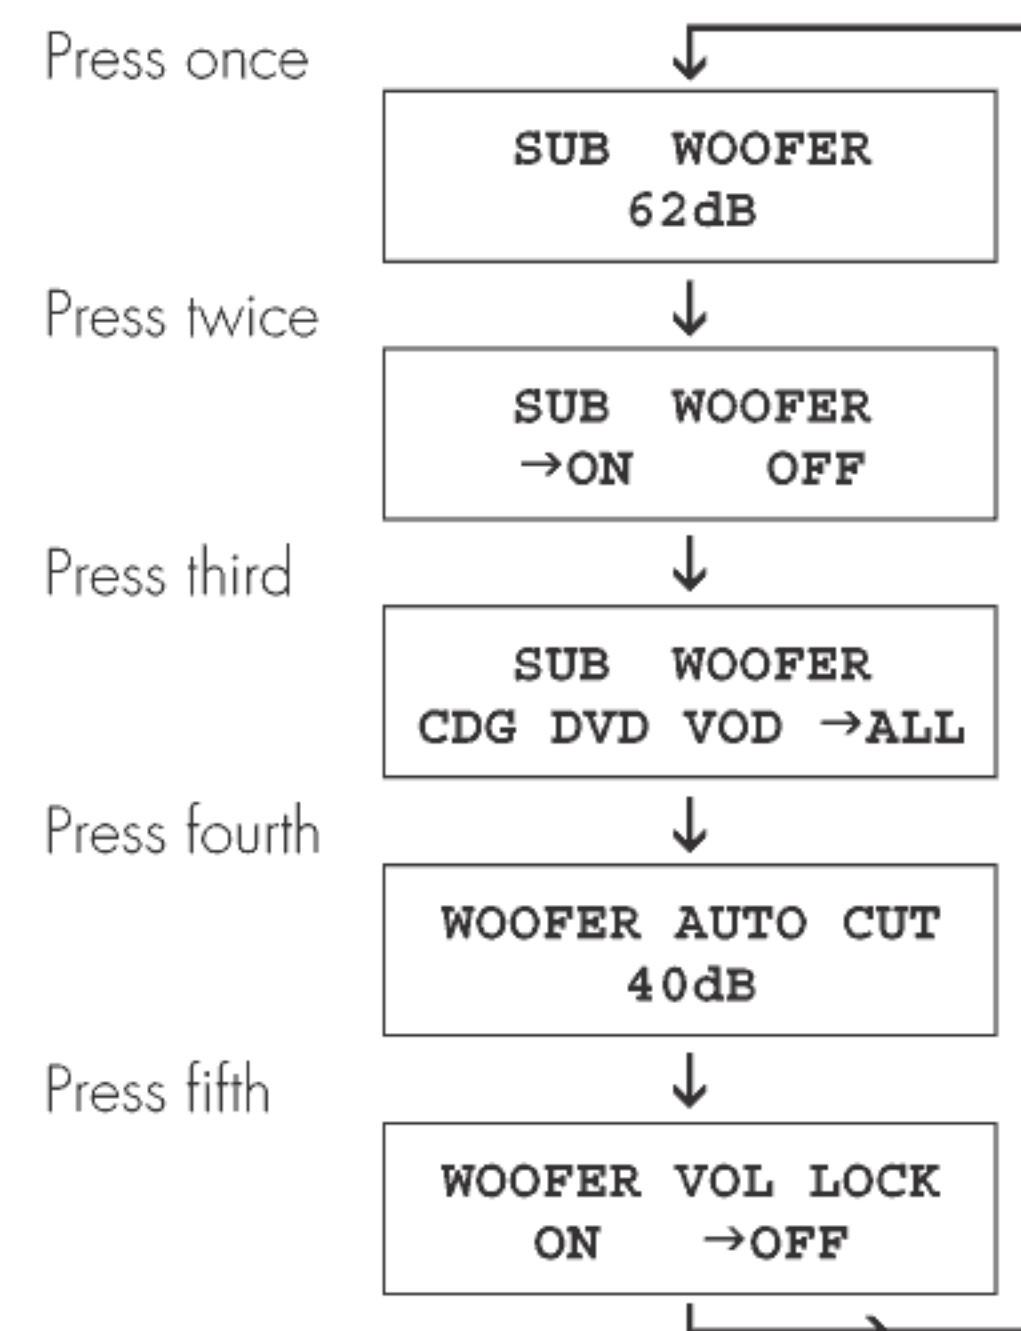 Press once
SUB WOOFER
62dB
Press twice
SUB WOOFER
→ON OFF
Press third
SUB WOOFER
CDG DVD VOD →ALL
Press fourth
WOOFER AUTO CUT
40dB
Press fifth
WOOFER VOL LOCK
ON →OFF